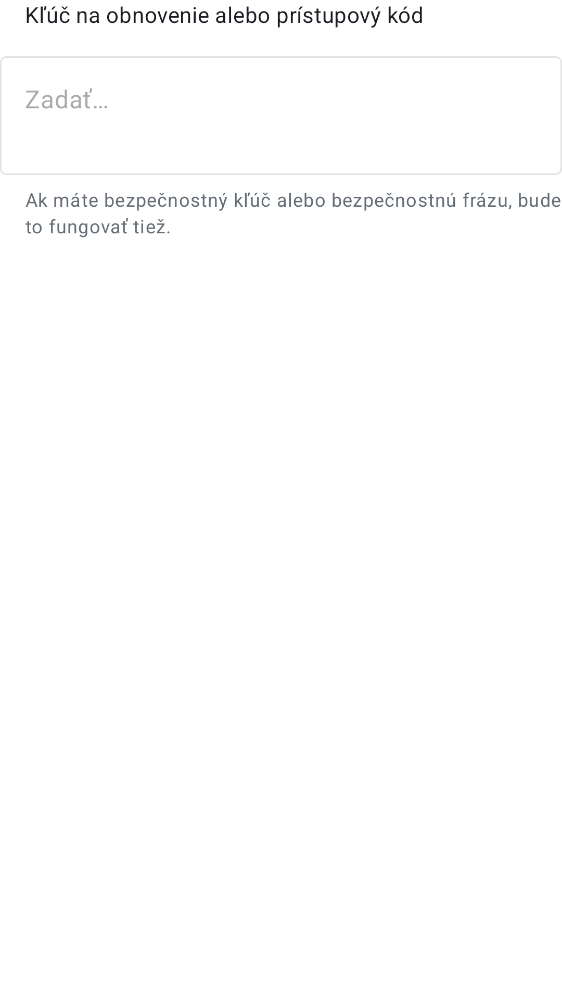 Kľúč na obnovenie alebo prístupový kód
Zadať…
Ak máte bezpečnostný kľúč alebo bezpečnostnú frázu, bude
to fungovať tiež.